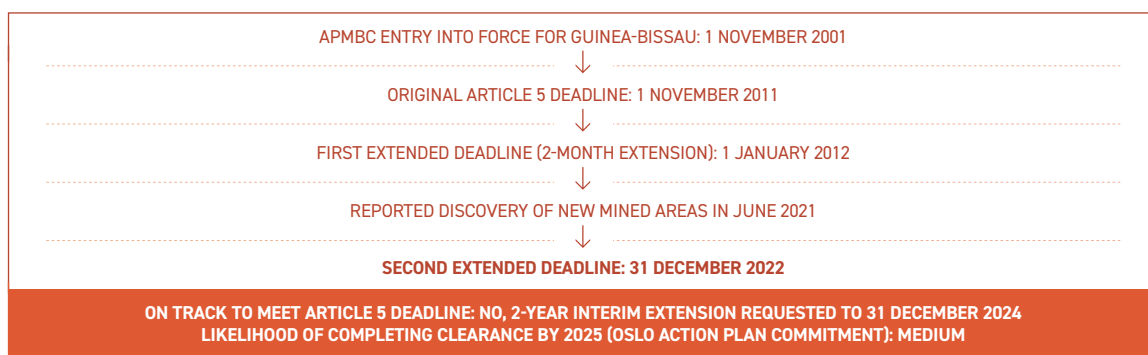 APMBC ENTRY INTO FORCE FOR GUINEA-BISSAU: 1 NOVEMBER 2001
ORIGINAL ARTICLE 5 DEADLINE: 1 NOVEMBER 2011
FIRST EXTENDED DEADLINE (2-MONTH EXTENSION): 1 JANUARY 2012
REPORTED DISCOVERY OF NEW MINED AREAS IN JUNE 2021
SECOND EXTENDED DEADLINE: 31 DECEMBER 2022
ON TRACK TO MEET ARTICLE 5 DEADLINE: NO, 2-YEAR INTERIM EXTENSION REQUESTED TO 31 DECEMBER 2024
LIKELIHOOD OF COMPLETING CLEARANCE BY 2025 (OSLO ACTION PLAN COMMITMENT): MEDIUM